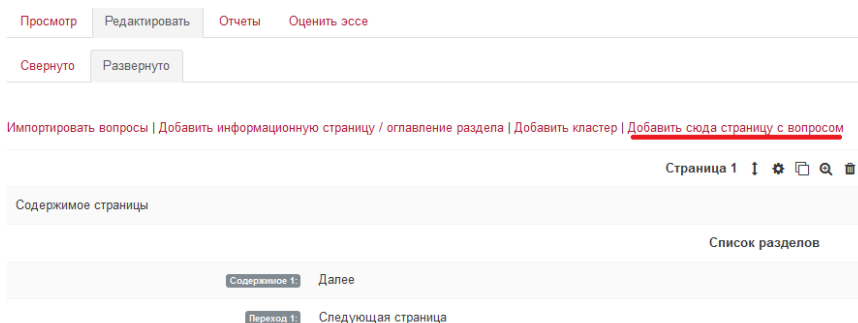 Просмотр Редактировать Отчеты Оценить эссе
Свернуто Развернуто
Импортировать вопросы | Добавить информационную страницу / оглавление раздела | Добавить кластер | Добавить сюда страницу с вопросом
Страница 1
Содержимое страницы
Список разделов
Содержимое 1: Далее
Переход 1: Следующая страница